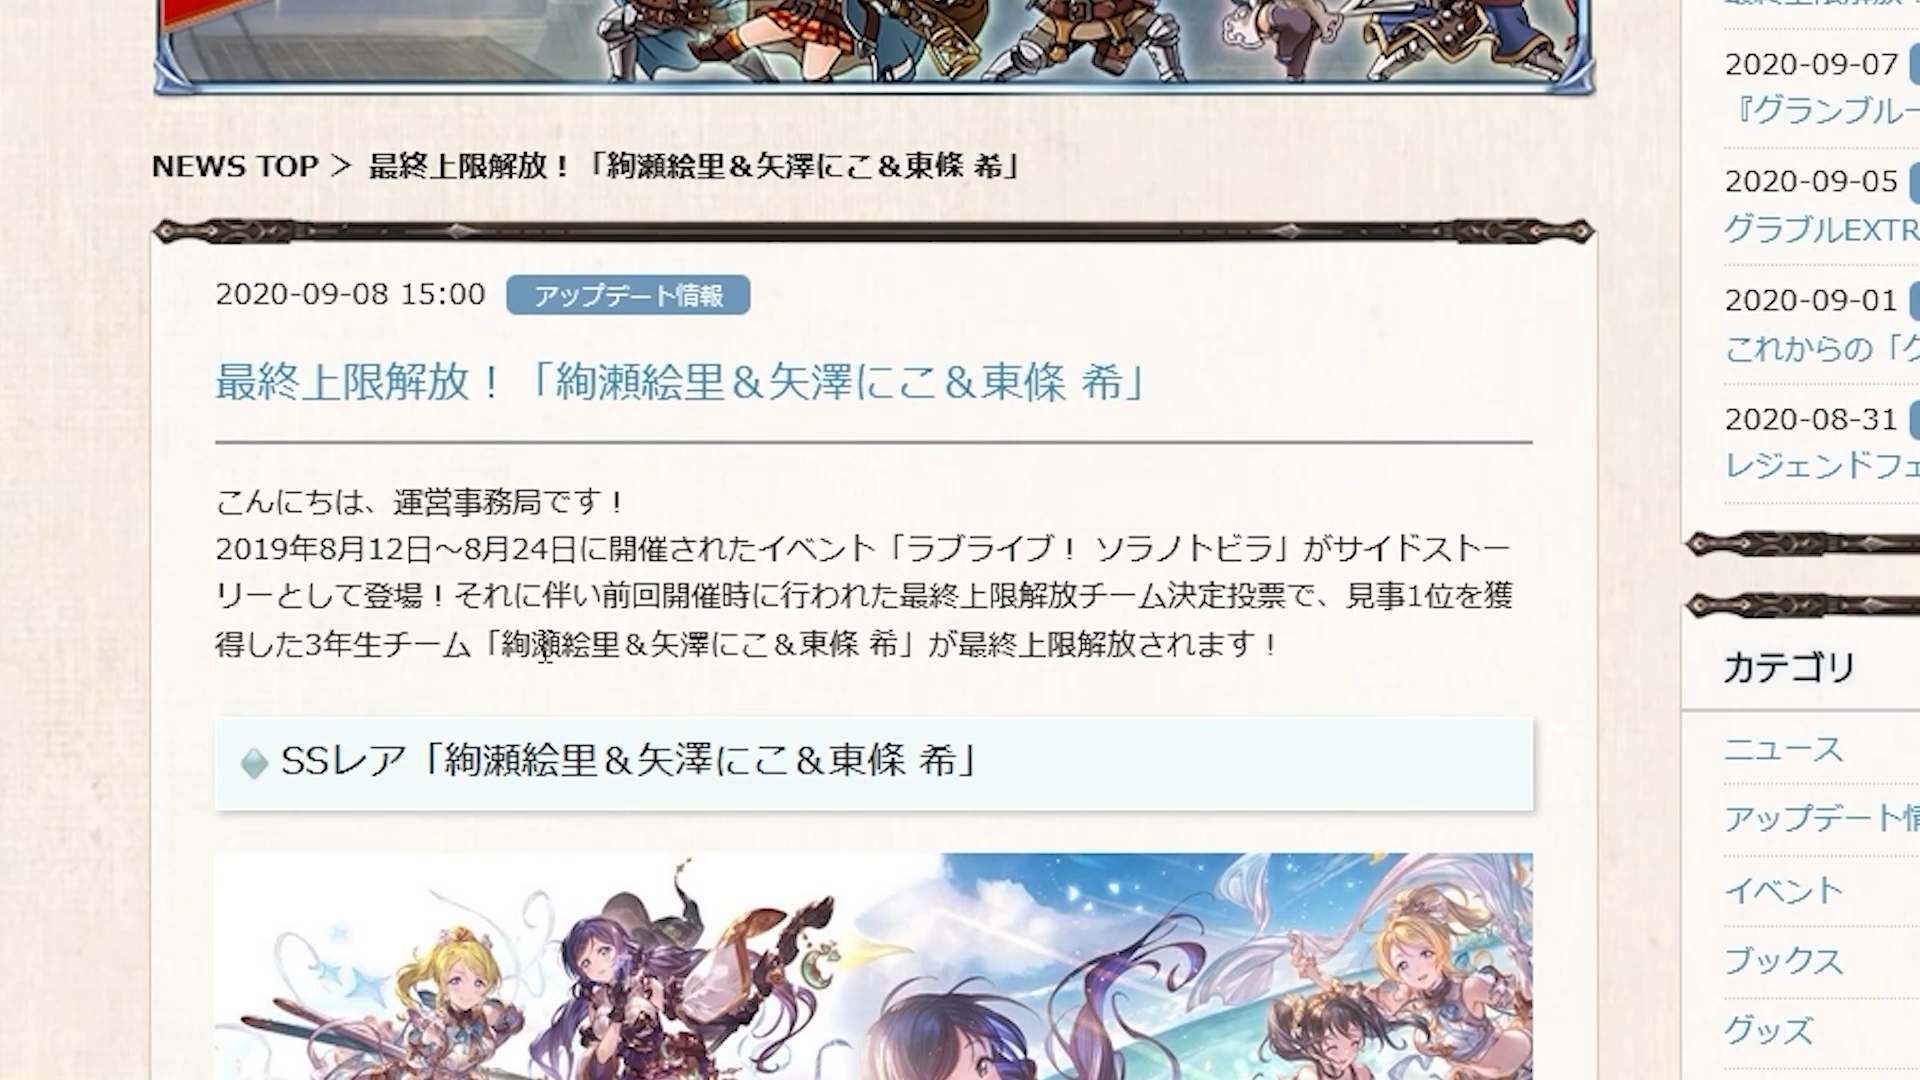 NEWS TOP ＞ 最終上限解放！「絢瀬絵里＆矢澤にこ＆東條 希」
2020-09-08 15:00 アップデート情報
最終上限解放！「絢瀬絵里＆矢澤にこ＆東條 希」
こんにちは、運営事務局です！
2019年8月12日～8月24日に開催されたイベント「ラブライブ！ ソラノトビラ」がサイドストー
リーとして登場！それに伴い前回開催時に行われた最終上限解放チーム決定投票で、見事1位を獲
得した3年生チーム「絢瀬絵里＆矢澤にこ＆東條 希」が最終上限解放されます！
SSレア「絢瀬絵里＆矢澤にこ＆東條 希」
2020-09-07
『グランブルー
2020-09-05
グラブルEXTR
2020-09-01
これからの「グ
2020-08-31
レジェンドフェ
カテゴリ
ニュース
アップデート情
イベント
ブックス
グッズ